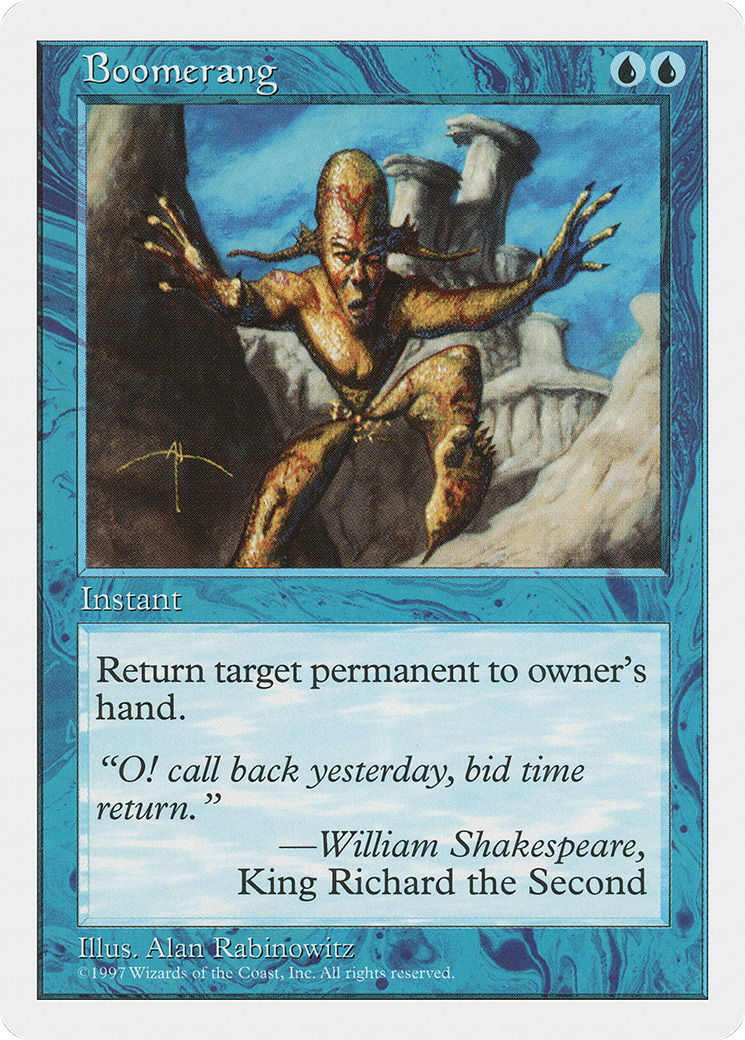 Boomerang
Instant
Return target permanent to owner's
hand.
“O! call back yesterday, bid time
return.”
—William Shakespeare,
King Richard the Second
Illus. Alan Rabinowitz
©1997 Wizards of the Coast, Inc. All rights reserved.